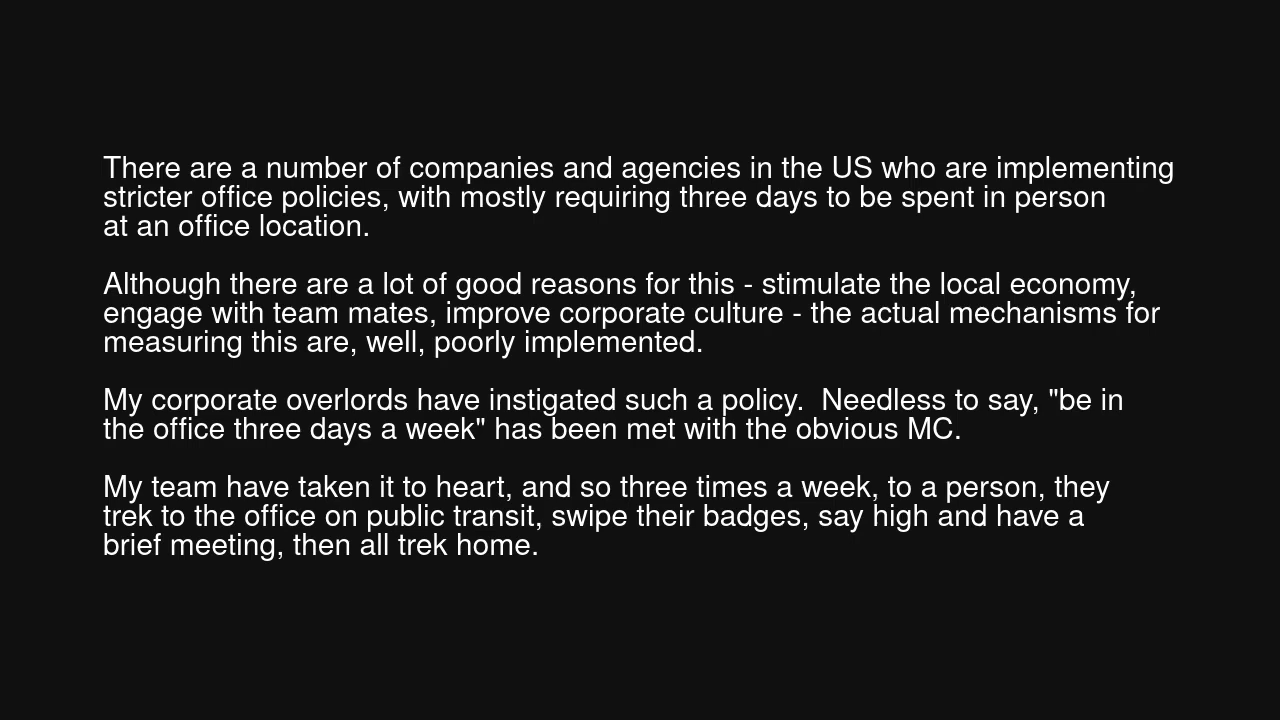 There are a number of companies and agencies in the US who are implementing
stricter office policies, with mostly requiring three days to be spent in person
at an office location.
Although there are a lot of good reasons for this - stimulate the local economy,
engage with team mates, improve corporate culture - the actual mechanisms for
measuring this are, well, poorly implemented.
My corporate overlords have instigated such a policy.  Needless to say, "be in
the office three days a week" has been met with the obvious MC.
My team have taken it to heart, and so three times a week, to a person, they
trek to the office on public transit, swipe their badges, say high and have a
brief meeting, then all trek home.